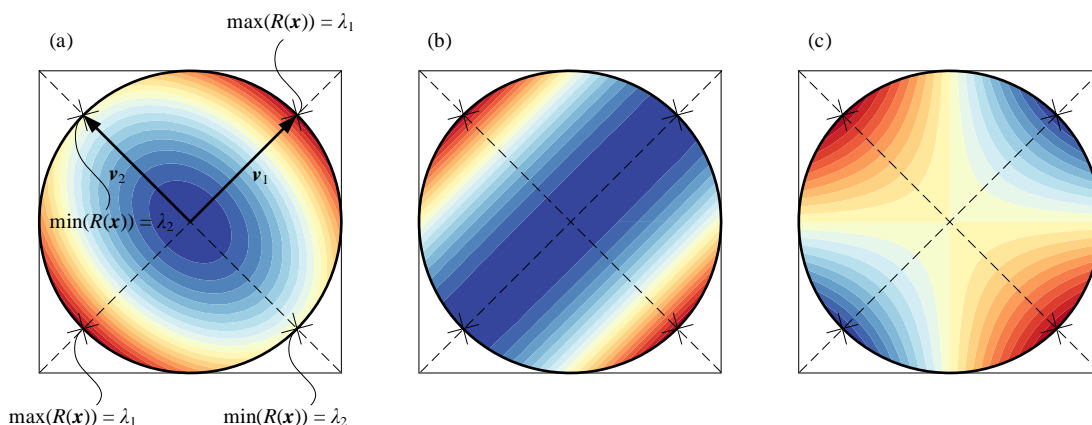 max(R(x)) = λ1
(a)
(b)
(c)
v2
v1
min(R(x)) = λ2
max(R(x)) = λ1
min(R(x)) = λ2